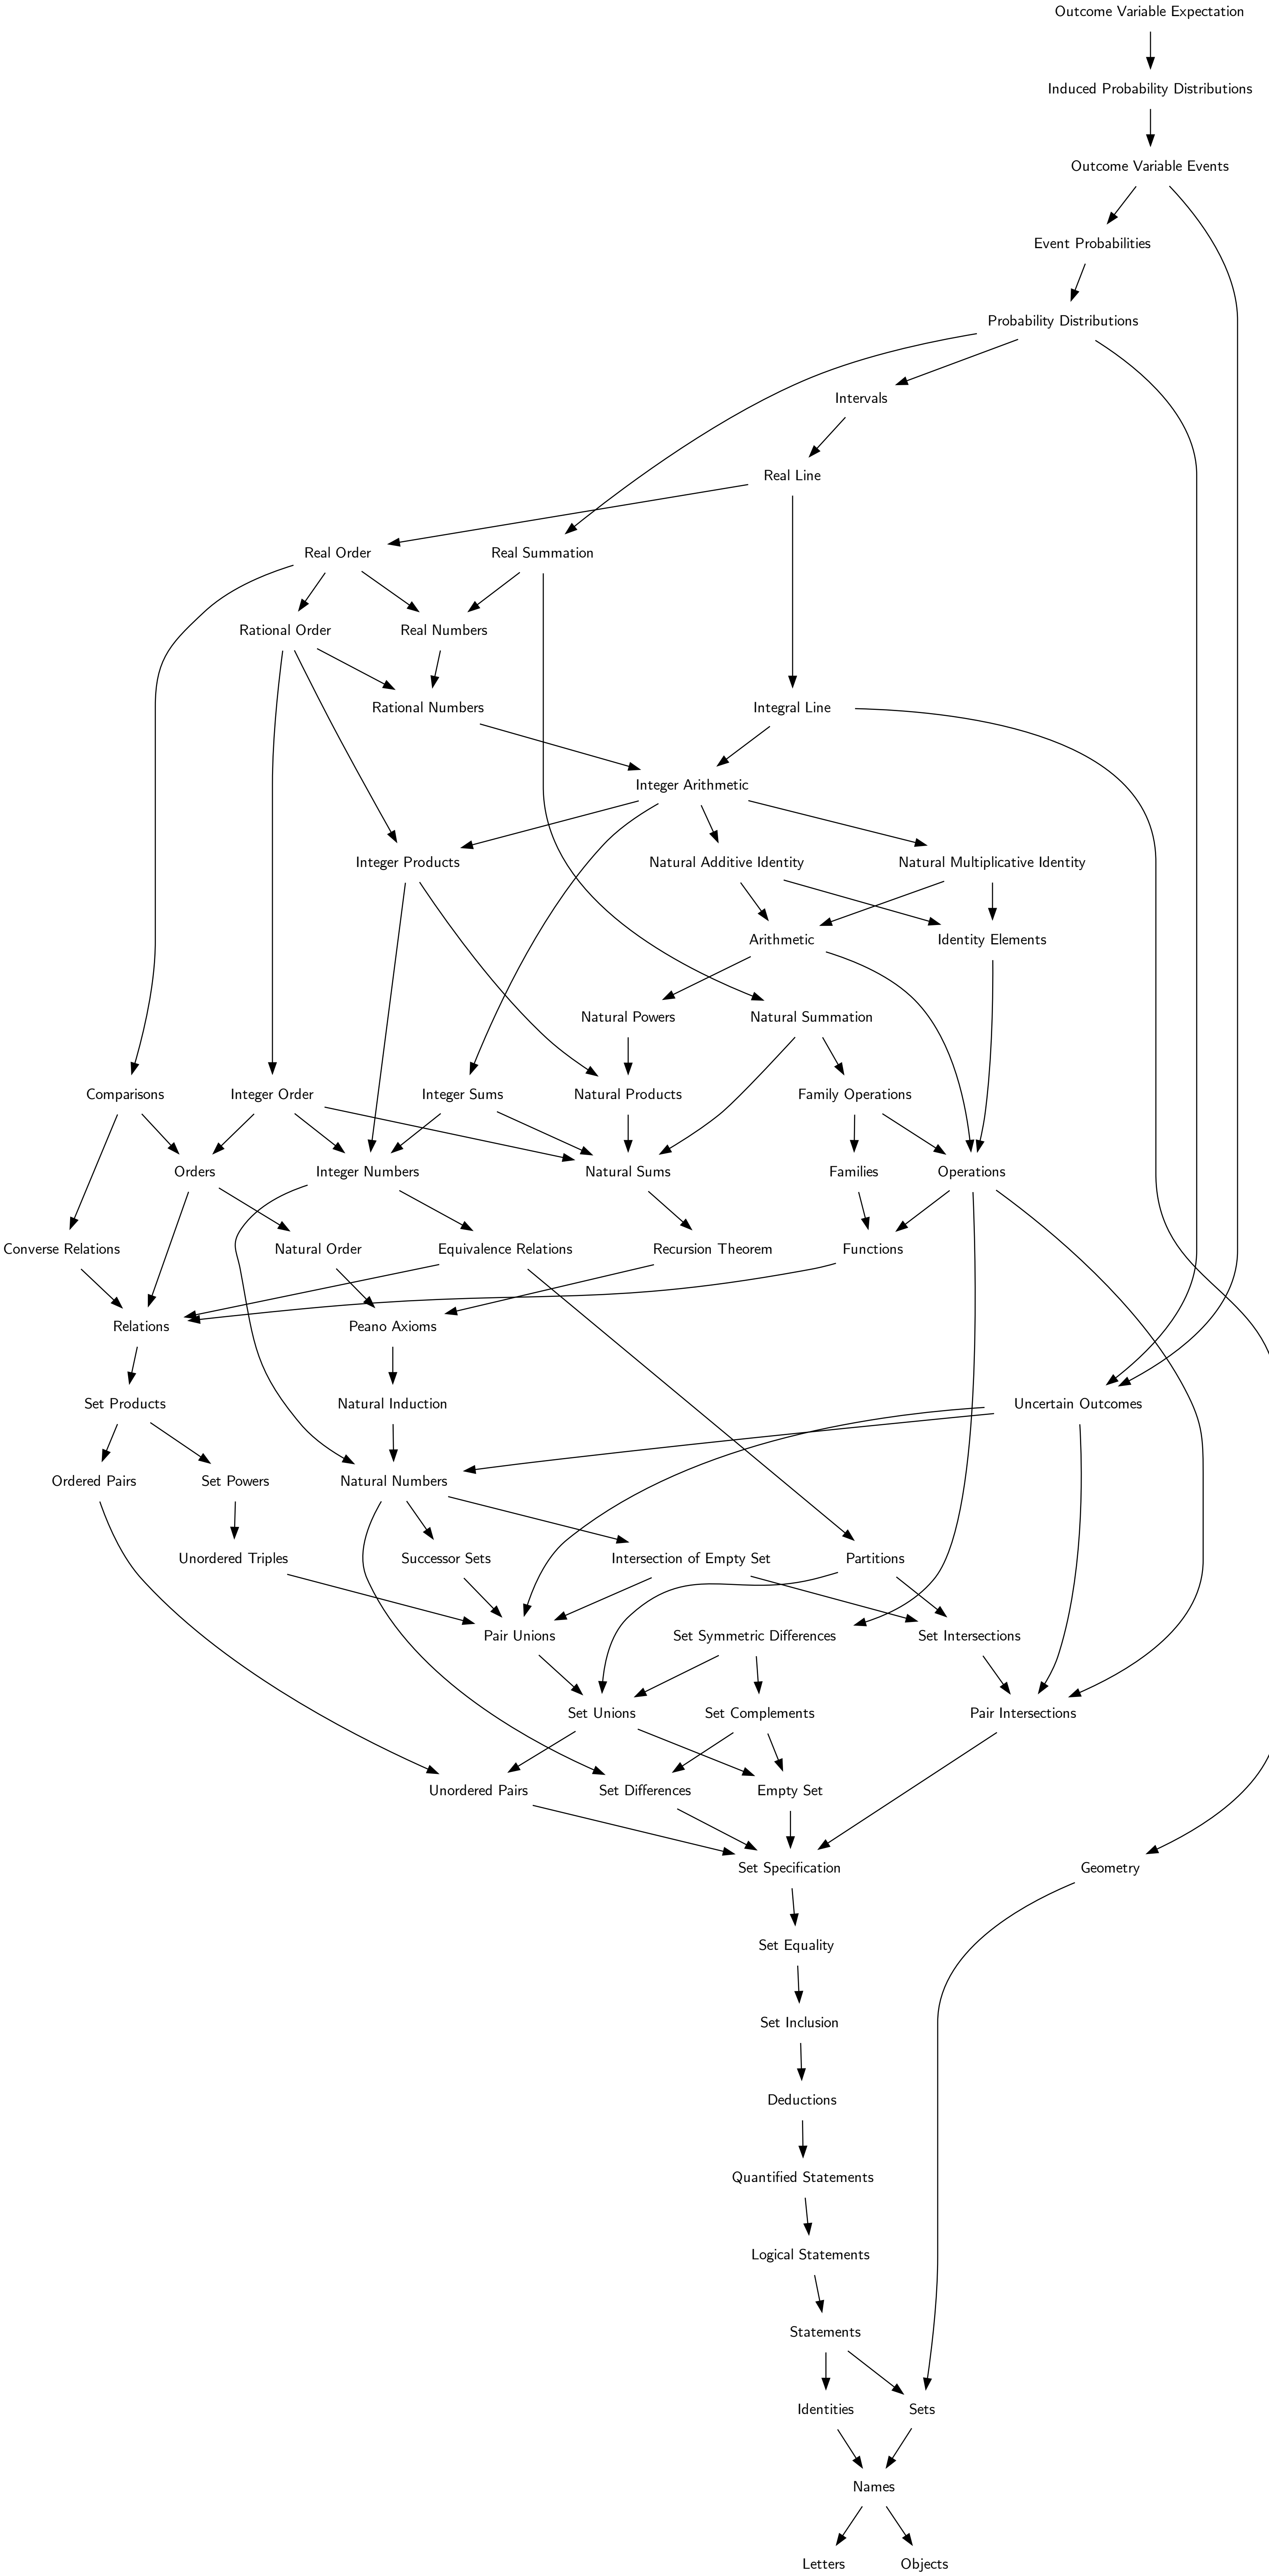 Outcome Variable Expectation
Induced Probability Distributions
Outcome Variable Events
Event Probabilities
Probability Distributions
Intervals
Real Line
Real Order
Real Summation
Rational Order
Real Numbers
Rational Numbers
Integral Line
Integer Arithmetic
Integer Products
Natural Additive Identity
Natural Multiplicative Identity
Arithmetic
Identity Elements
Natural Powers
Natural Summation
Comparisons
Integer Order
Integer Sums
Natural Products
Family Operations
Orders
Integer Numbers
Natural Sums
Families
Operations
Converse Relations
Natural Order
Equivalence Relations
Recursion Theorem
Functions
Relations
Peano Axioms
Set Products
Natural Induction
Uncertain Outcomes
Ordered Pairs
Set Powers
Natural Numbers
Unordered Triples
Successor Sets
Intersection of Empty Set
Partitions
Pair Unions
Set Symmetric Differences
Set Intersections
Set Unions
Set Complements
Pair Intersections
Unordered Pairs
Set Differences
Empty Set
Set Specification
Geometry
Set Equality
Set Inclusion
Deductions
Quantified Statements
Logical Statements
Statements
Identities
Sets
Names
Letters
Objects